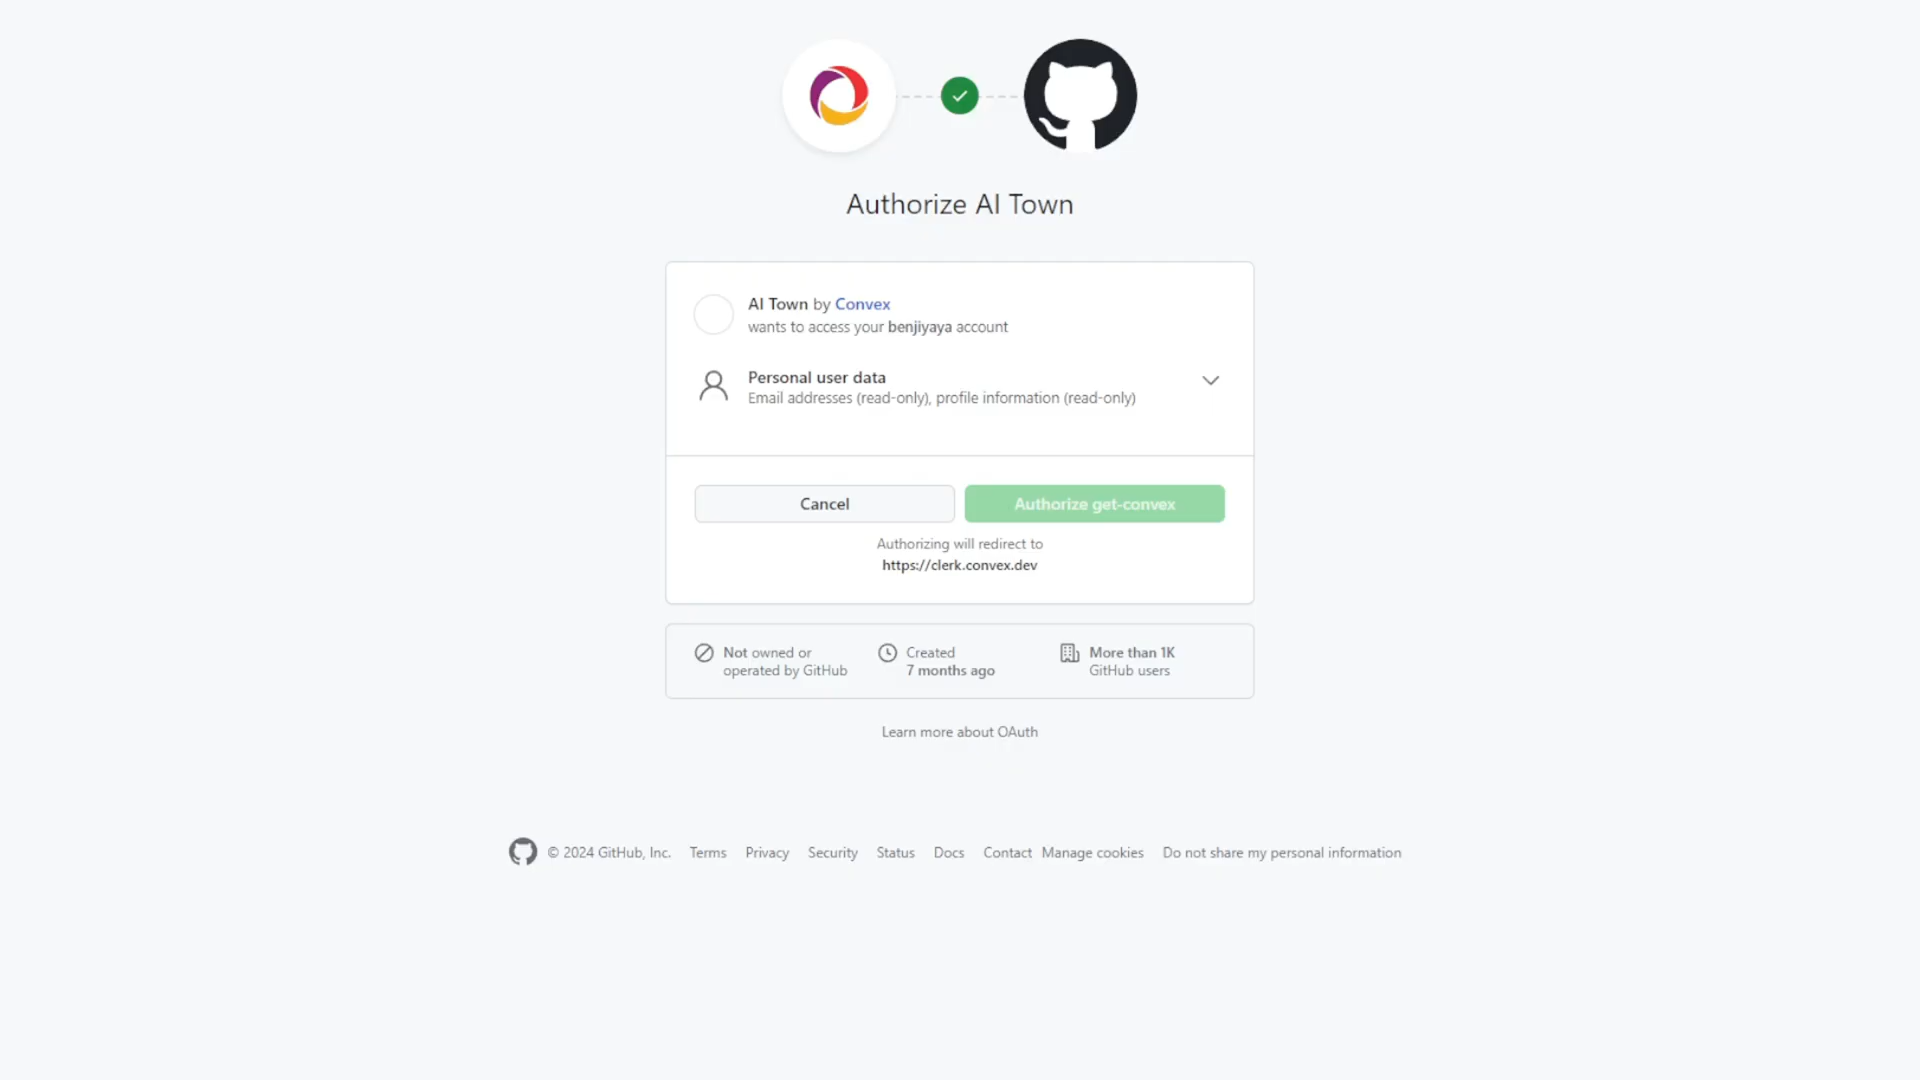 Authorize AI Town
AI Town by Convex
wants to access your benjiyaya account
Personal user data
Email addresses (read-only), profile information (read-only)
Cancel
Authorize get-convex
Authorizing will redirect to
https://clerk.convex.dev
Not owned or
operated by GitHub
Created
7 months ago
More than 1K
GitHub users
Learn more about OAuth
© 2024 GitHub, Inc. Terms Privacy Security Status Docs Contact Manage cookies Do not share my personal information